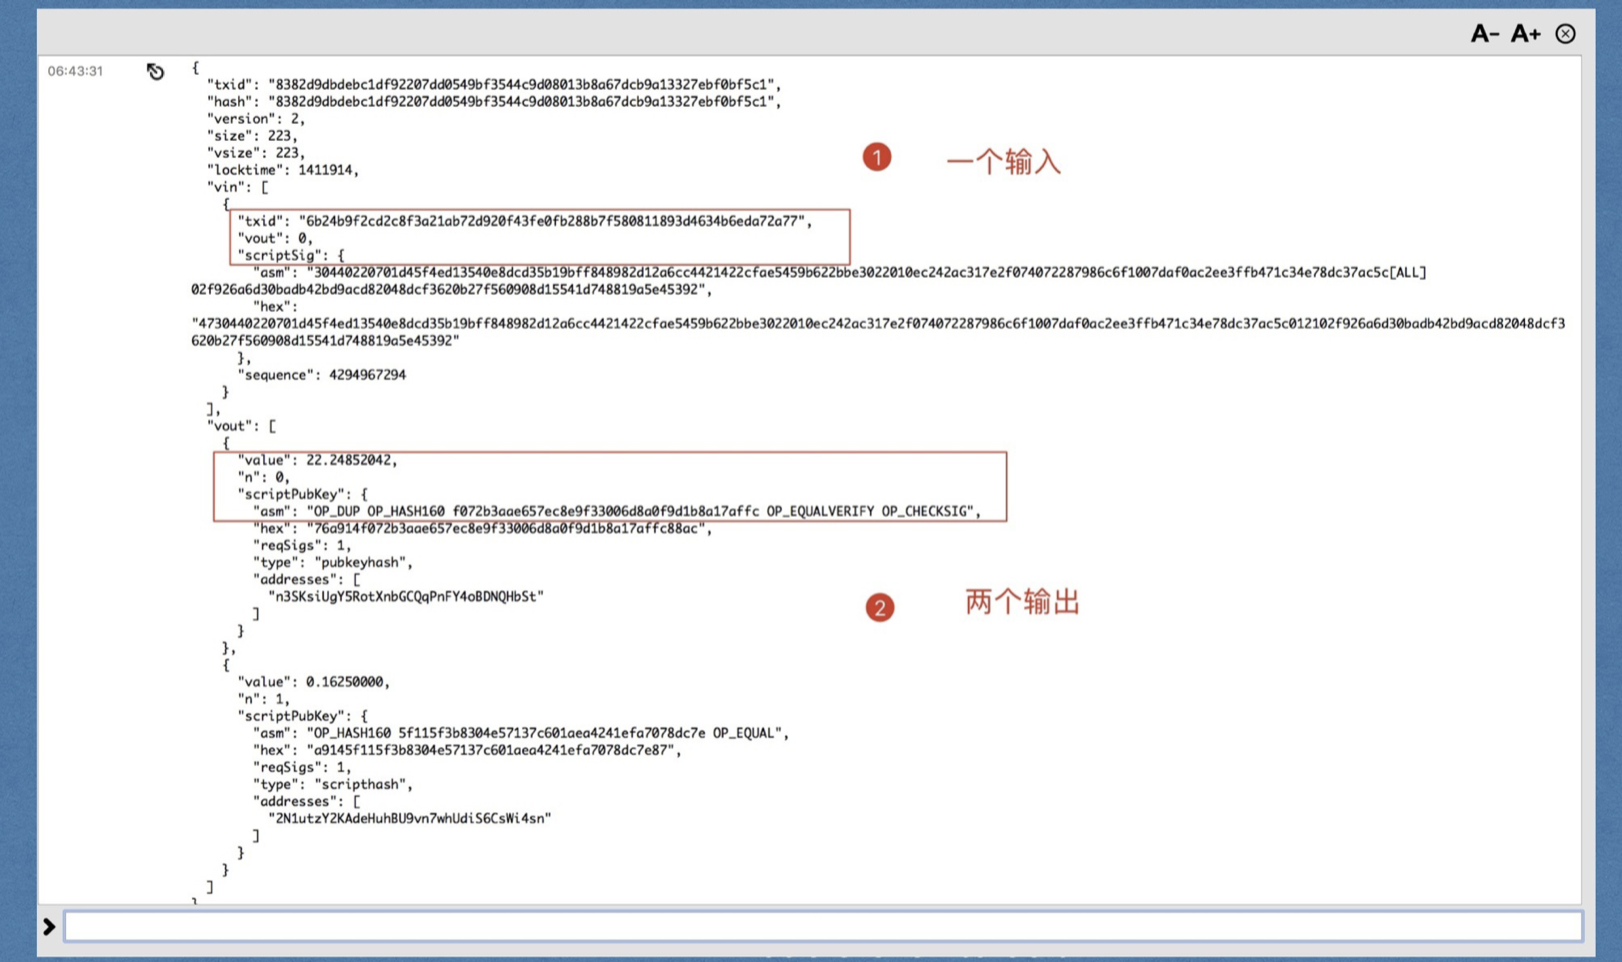 A- A+
06:43:31
{
"txid": "8382d9dbdebc1df92207dd0549bf3544c9d08013b8a67dcb9a13327ebf0bf5c1",
"hash": "8382d9dbdebc1df92207dd0549bf3544c9d08013b8a67dcb9a13327ebf0bf5c1",
"version": 2,
"size": 223,
"vsize": 223,
"locktime": 1411914,
"vin": [
{
"txid": "6b24b9f2cd2c8f3a21ab72d920f43fe0fb288b7f580811893d4634b6eda72a77",
"vout": 0,
"scriptSig": {
"asm": "30440220701d45f4ed13540e8dcd35b19bff848982d12a6cc4421422cfae5459b622bbe3022010ec242ac317e2f074072287986c6f1007daf0ac2ee3ffb471c34e78dc37ac5c[ALL]
02f926a6d30badb42bd9acd82048dcf3620b27f560908d15541d748819a5e45392",
"hex":
"4730440220701d45f4ed13540e8dcd35b19bff848982d12a6cc4421422cfae5459b622bbe3022010ec242ac317e2f074072287986c6f1007daf0ac2ee3ffb471c34e78dc37ac5c012102f926a6d30badb42bd9acd82048dcf3
620b27f560908d15541d748819a5e45392"
},
"sequence": 4294967294
}
],
"vout": [
{
"value": 22.24852042,
"n": 0,
"scriptPubKey": {
"asm": "OP_DUP OP_HASH160 f072b3aae657ec8e9f33006d8a0f9d1b8a17affc OP_EQUALVERIFY OP_CHECKSIG",
"hex": "76a914f072b3aae657ec8e9f33006d8a0f9d1b8a17affc88ac",
"reqSigs": 1,
"type": "pubkeyhash",
"addresses": [
"n3SKsiUgY5RotXnbGCQqPnFY4oBDNQHbSt"
]
}
},
{
"value": 0.16250000,
"n": 1,
"scriptPubKey": {
"asm": "OP_HASH160 5f115f3b8304e57137c601aea4241efa7078dc7e OP_EQUAL",
"hex": "a9145f115f3b8304e57137c601aea4241efa7078dc7e87",
"reqSigs": 1,
"type": "scripthash",
"addresses": [
"2N1utzY2KAdeHuhBU9vn7whUdiS6CsWi4sn"
]
}
}
]
1 一个输入
2 两个输出